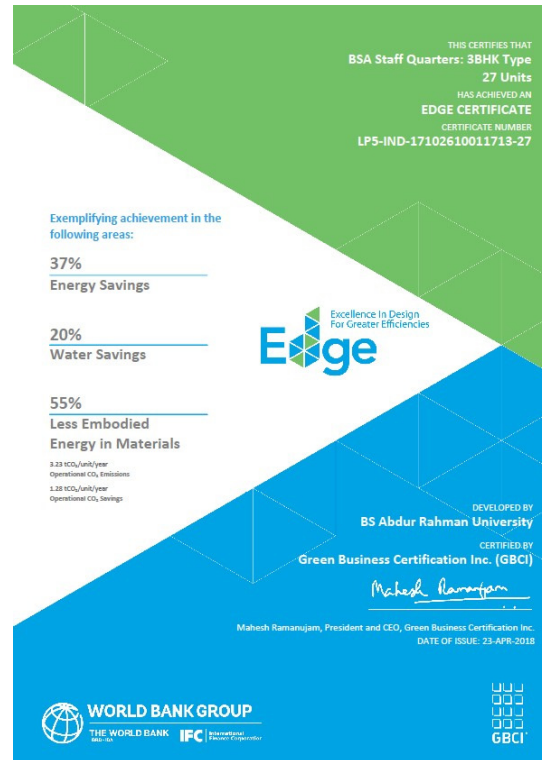 THIS CERTIFIES THAT
BSA Staff Quarters: 3BHK Type
27 Units
HAS ACHIEVED AN
EDGE CERTIFICATE
CERTIFICATE NUMBER
LP5-IND-17102610011713-27
Exemplifying achievement in the
following areas:
37%
Energy Savings
20%
Water Savings
55%
Less Embodied
Energy in Materials
3.23 tCO₂/unit/year
Operational CO₂ Emissions
1.28 tCO₂/unit/year
Operational CO₂ Savings
Edge
Excellence In Design
For Greater Efficiencies
DEVELOPED BY
BS Abdur Rahman University
CERTIFIED BY
Green Business Certification Inc. (GBCI)
Mahesh Ramanujam
Mahesh Ramanujam, President and CEO, Green Business Certification Inc.
DATE OF ISSUE: 23-APR-2018
WORLD BANK GROUP
THE WORLD BANK
IBRD • IDA
IFC International
Finance Corporation
GBCI